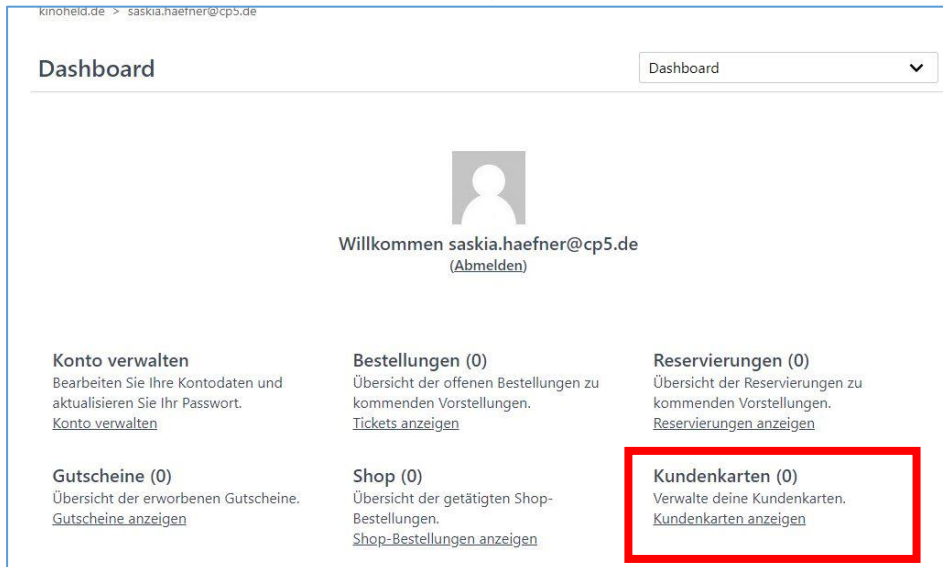 kinoheld.de > saskia.haefner@cp5.de
Dashboard
Dashboard
Willkommen saskia.haefner@cp5.de
(Abmelden)
Konto verwalten
Bearbeiten Sie Ihre Kontodaten und
aktualisieren Sie Ihr Passwort.
Konto verwalten
Bestellungen (0)
Übersicht der offenen Bestellungen zu
kommenden Vorstellungen.
Tickets anzeigen
Reservierungen (0)
Übersicht der Reservierungen zu
kommenden Vorstellungen.
Reservierungen anzeigen
Gutscheine (0)
Übersicht der erworbenen Gutscheine.
Gutscheine anzeigen
Shop (0)
Übersicht der getätigten Shop-
Bestellungen.
Shop-Bestellungen anzeigen
Kundenkarten (0)
Verwalte deine Kundenkarten.
Kundenkarten anzeigen